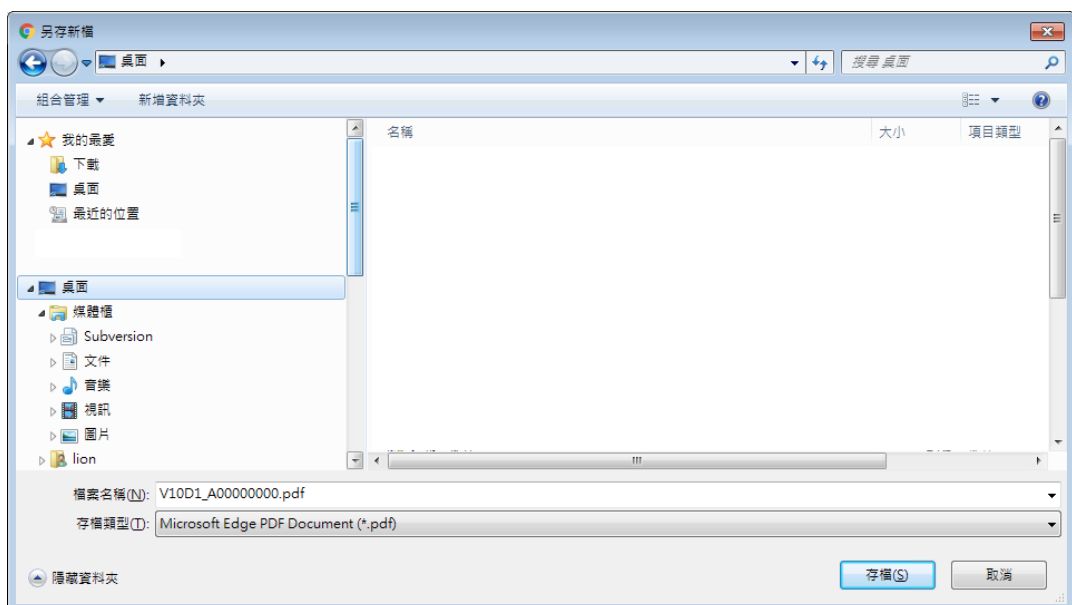 另存新檔
桌面
搜尋 桌面
組合管理
新增資料夾
名稱
大小
項目類型
我的最愛
下載
桌面
最近的位置
桌面
媒體櫃
Subversion
文件
音樂
視訊
圖片
lion
檔案名稱(N): V10D1_A00000000.pdf
存檔類型(T): Microsoft Edge PDF Document (*.pdf)
隱藏資料夾
存檔(S)
取消